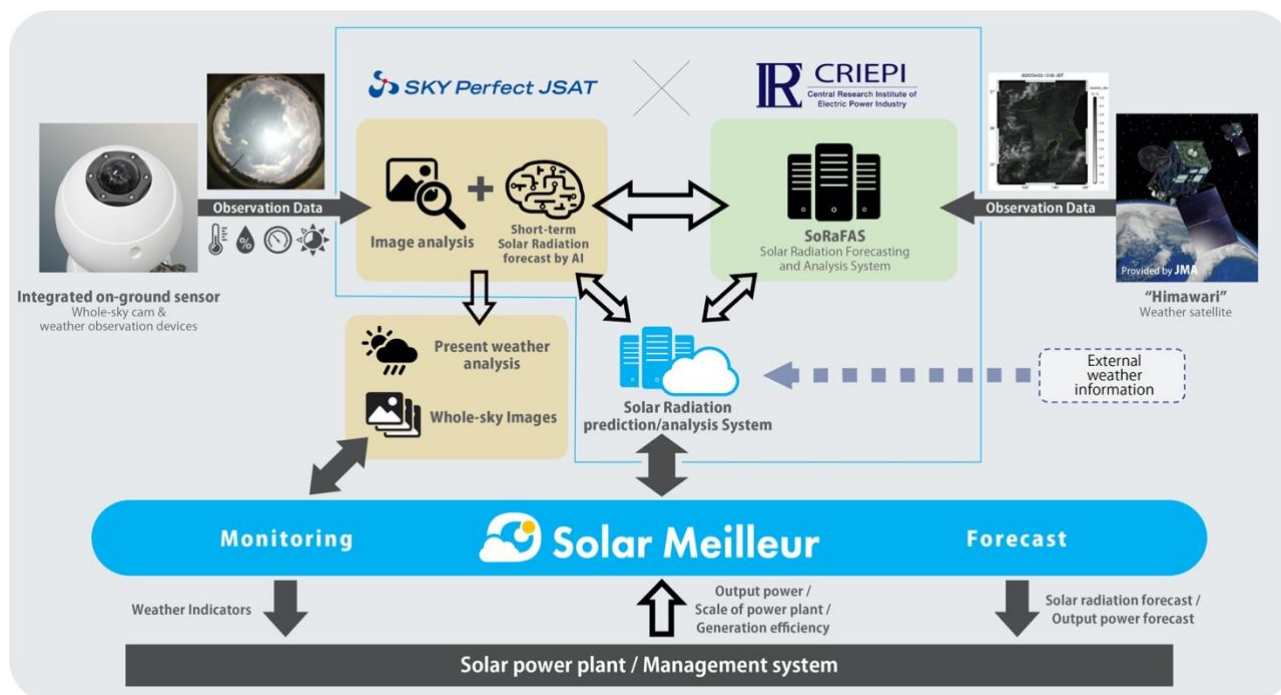 SKY Perfect JSAT
CRIEPI
Central Research Institute of
Electric Power Industry
Observation Data
Image analysis
Short-term
Solar Radiation
forecast by AI
SoRaFAS
Solar Radiation Forecasting
and Analysis System
Observation Data
Provided by JMA
Integrated on-ground sensor
Whole-sky cam &
weather observation devices
"Himawari"
Weather satellite
Present weather
analysis
Whole-sky Images
Solar Radiation
prediction/analysis System
External
weather
information
Monitoring
Solar Meilleur
Forecast
Weather Indicators
Output power /
Scale of power plant /
Generation efficiency
Solar radiation forecast /
Output power forecast
Solar power plant / Management system